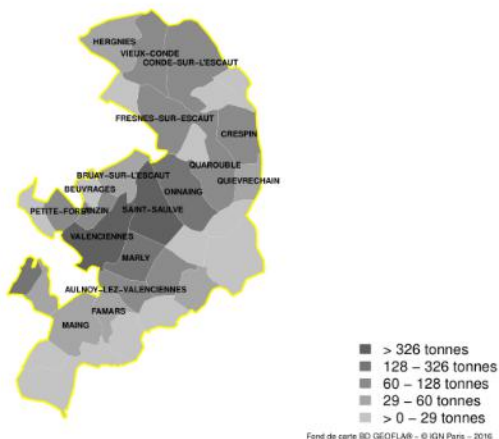 HERGNIES
VIEUX-CONDE
CONDE-SUR-L'ESCAUT
FRESNES-SUR-ESCAUT
CRESPIN
QUAROUBLE
BRUAY-SUR-L'ESCAUT
QUIEVRECHAIN
BEUVRAGES
ONNAING
PETITE-FORE
ANZIN
SAINT-SAULVE
VALENCIENNES
MARLY
AULNOY-LEZ-VALENCIENNES
FAMARS
MAING
> 326 tonnes
128 – 326 tonnes
60 – 128 tonnes
29 – 60 tonnes
> 0 – 29 tonnes
Fond de carte BD GEOFLA® – © IGN Paris – 2016